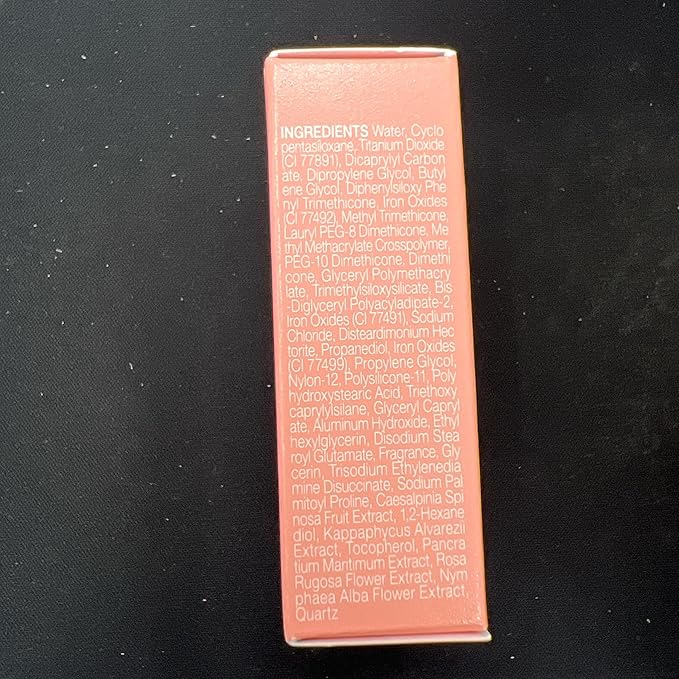 INGREDIENTS Water, Cyclo
pentasiloxane, Titanium Dioxide
(CI 77891), Dicaprylyl Carbon
ate, Dipropylene Glycol, Butyl
ene Glycol, Diphenylsiloxy Phe
nyl Trimethicone, Iron Oxides
(CI 77492), Methyl Trimethicone,
Lauryl PEG-8 Dimethicone, Me
thyl Methacrylate Crosspolymer,
PEG-10 Dimethicone, Dimethi
cone, Glyceryl Polymethacry
late, Trimethylsiloxysilicate, Bis
-Diglyceryl Polyacyladipate-2,
Iron Oxides (CI 77491), Sodium
Chloride, Disteardimonium Hec
torite, Propanediol, Iron Oxides
(CI 77499), Propylene Glycol,
Nylon-12, Polysilicone-11, Poly
hydroxystearic Acid, Triethoxy
caprylylsilane, Glyceryl Capryl
ate, Aluminum Hydroxide, Ethyl
hexylglycerin, Disodium Stea
royl Glutamate, Fragrance, Gly
cerin, Trisodium Ethylenedia
mine Disuccinate, Sodium Pal
mitoyl Proline, Caesalpinia Spi
nosa Fruit Extract, 1,2-Hexane
diol, Kappaphycus Alvarezii
Extract, Tocopherol, Pancra
tium Maritimum Extract, Rosa
Rugosa Flower Extract, Nym
phaea Alba Flower Extract,
Quartz